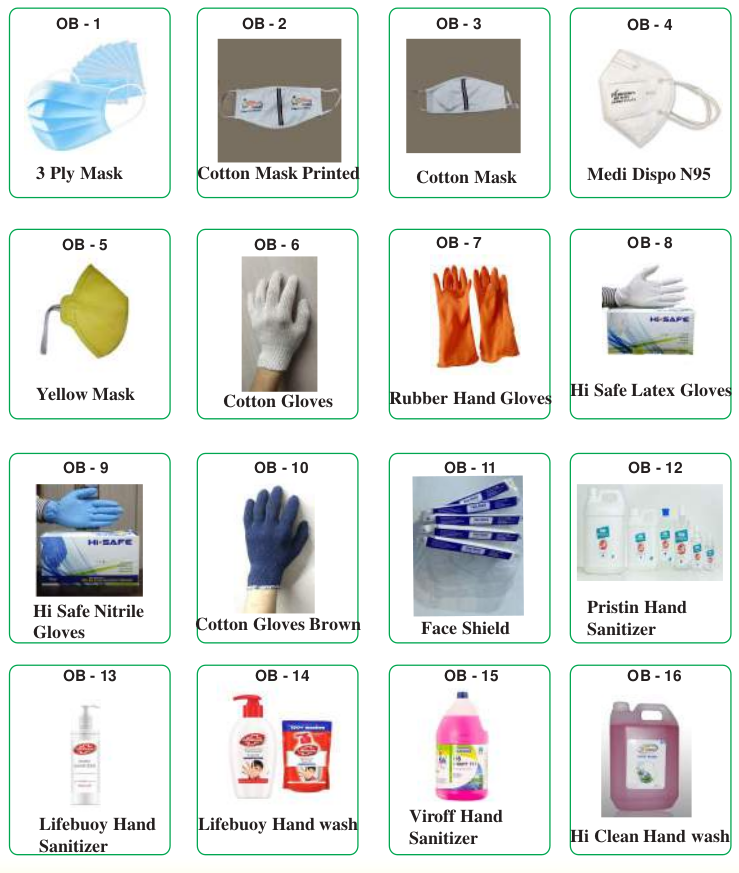 OB - 1
3 Ply Mask
OB - 2
Cotton Mask Printed
OB - 3
Cotton Mask
OB - 4
Medi Dispo N95
OB - 5
Yellow Mask
OB - 6
Cotton Gloves
OB - 7
Rubber Hand Gloves
OB - 8
Hi-SAFE
Hi Safe Latex Gloves
OB - 9
Hi-SAFE
Hi Safe Nitrile
Gloves
OB - 10
Cotton Gloves Brown
OB - 11
Face Shield
OB - 12
Pristin Hand
Sanitizer
OB - 13
Lifebuoy Hand
Sanitizer
OB - 14
Lifebuoy Hand wash
OB - 15
Viroff Hand
Sanitizer
OB - 16
Hi Clean Hand wash